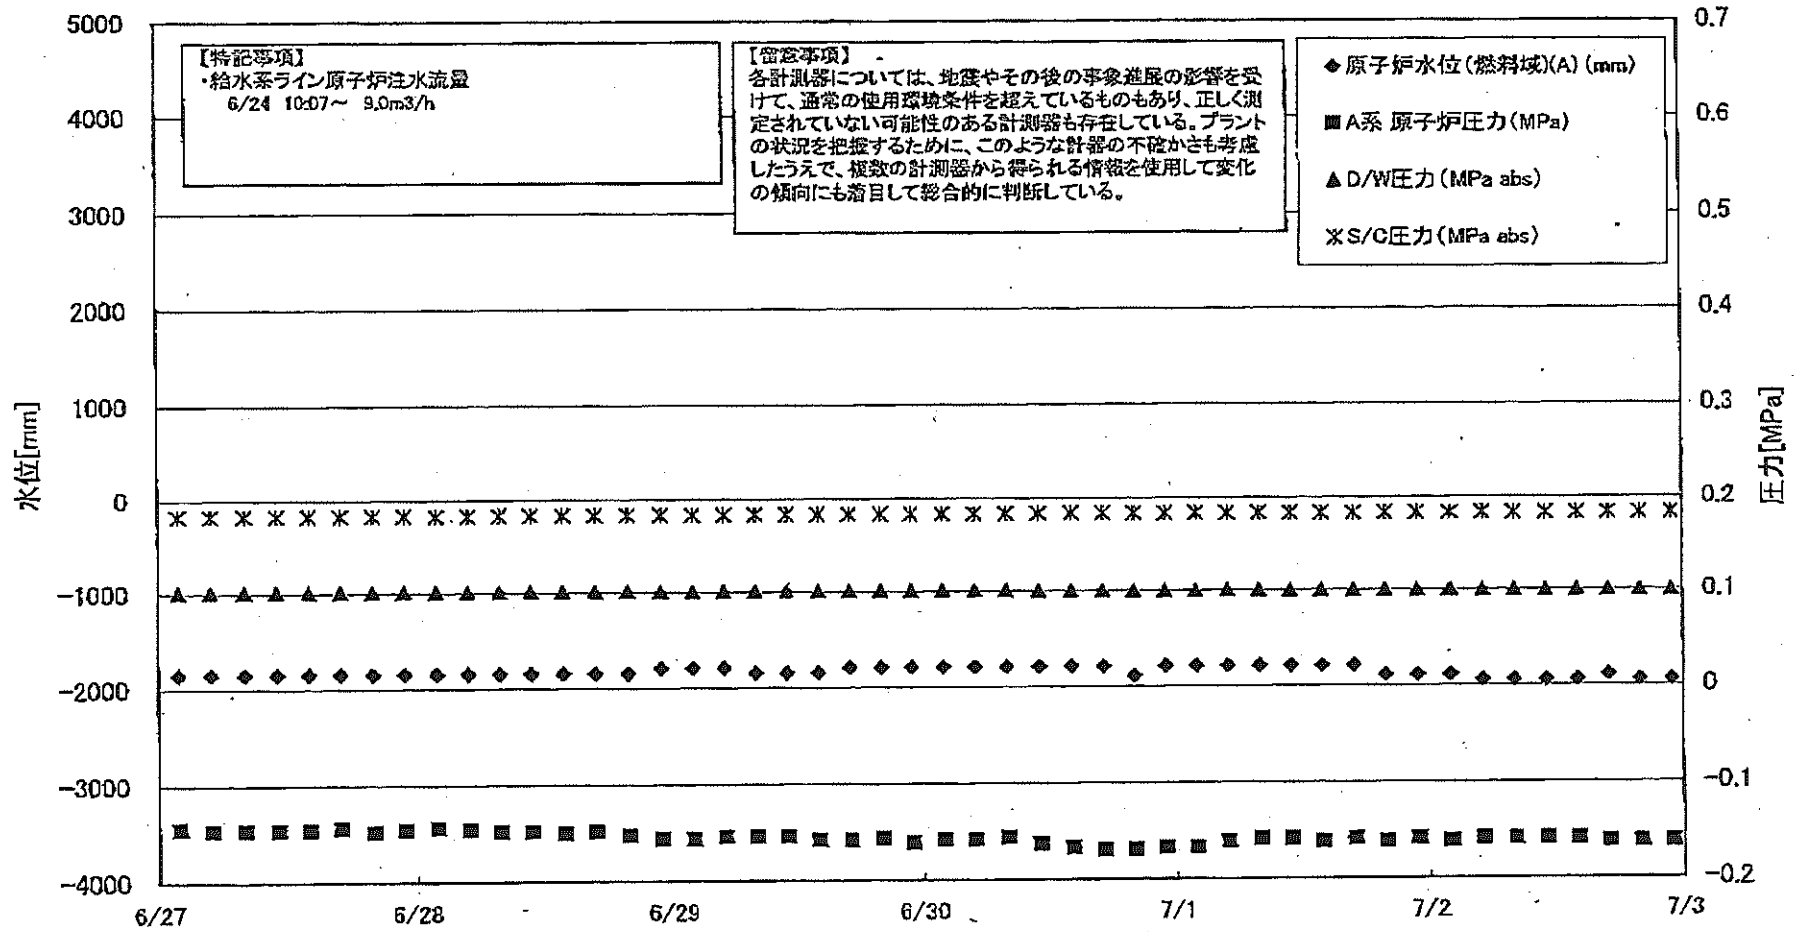 5000
4000
3000
2000
1000
0
-1000
-2000
-3000
-4000
水位[mm]
【特記事項】
・給水系ライン原子炉注水流量
6/24 10:07～ 9.0m3/h
【留意事項】
各計測器については、地震やその後の事象進展の影響を受
けて、通常の使用環境条件を超えているものもあり、正しく測
定されていない可能性のある計測器も存在している。プラント
の状況を把握するために、このような計器の不確かさも考慮
したうえで、複数の計測器から得られる情報を使用して変化
の傾向にも着目して総合的に判断している。
◆原子炉水位(燃料域)(A)(mm)
■A系 原子炉圧力(MPa)
▲D/W圧力(MPa abs)
S/C圧力(MPa abs)
0.7
0.6
0.5
0.4
0.3
0.2
0.1
0
-0.1
-0.2
圧力[MPa]
6/27
6/28
6/29
6/30
7/1
7/2
7/3